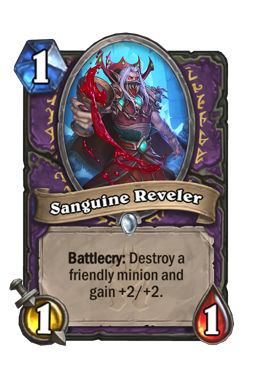 1
Sanguine Reveler
Battlecry: Destroy a
friendly minion and
gain +2/+2.
1
1